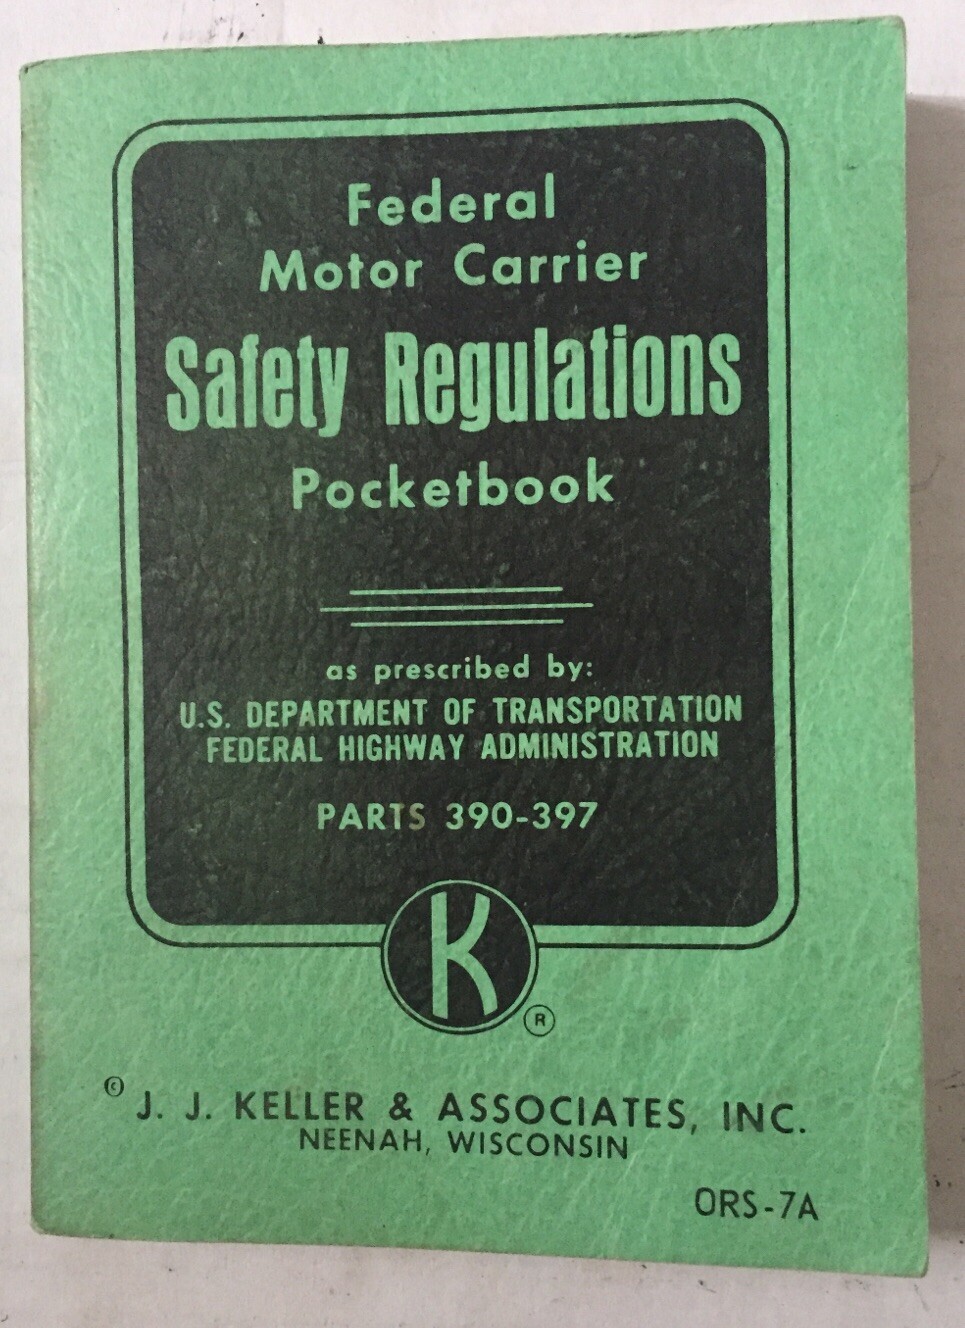 Federal
Motor Carrier
Safety Regulations
Pocketbook
as prescribed by:
U.S. DEPARTMENT OF TRANSPORTATION
FEDERAL HIGHWAY ADMINISTRATION
PARTS 390-397
K
®
© J. J. KELLER & ASSOCIATES, INC.
NEENAH, WISCONSIN
ORS-7A